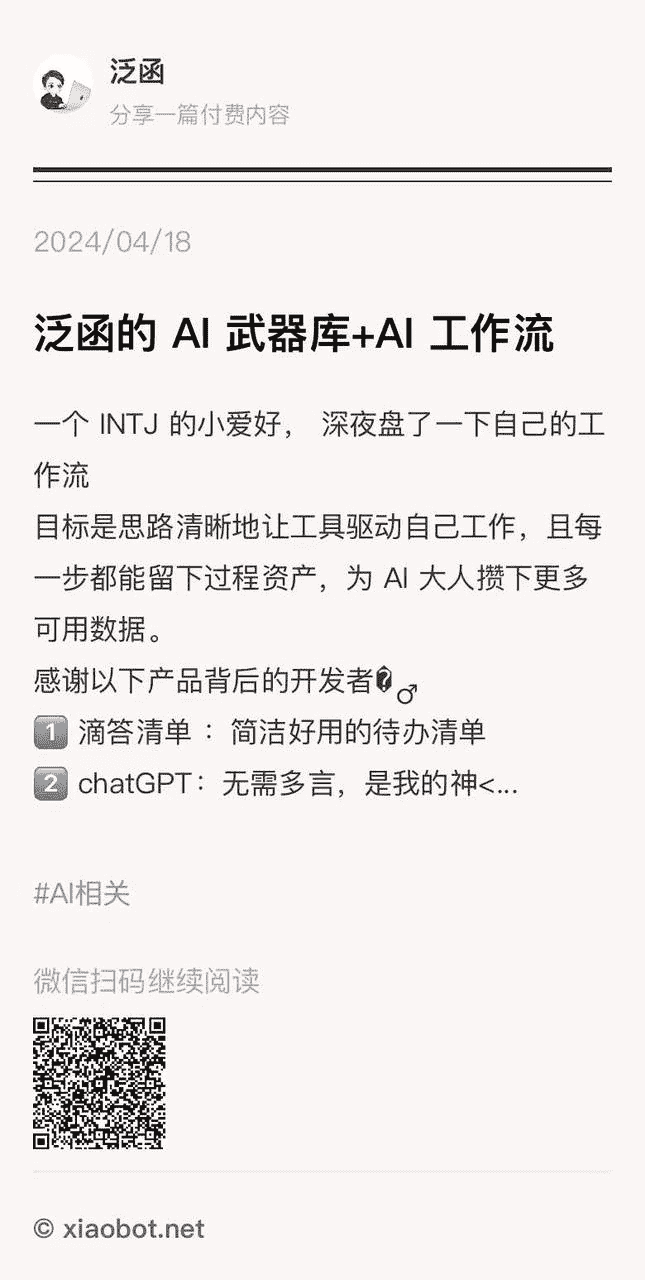 泛函
分享一篇付费内容
2024/04/18
泛函的 AI 武器库+AI 工作流
一个 INTJ 的小爱好， 深夜盘了一下自己的工
作流
目标是思路清晰地让工具驱动自己工作，且每
一步都能留下过程资产，为 AI 大人攒下更多
可用数据。
感谢以下产品背后的开发者�♂
1️⃣ 滴答清单 ： 简洁好用的待办清单
2️⃣ chatGPT：无需多言，是我的神<...
#AI相关
微信扫码继续阅读
© xiaobot.net